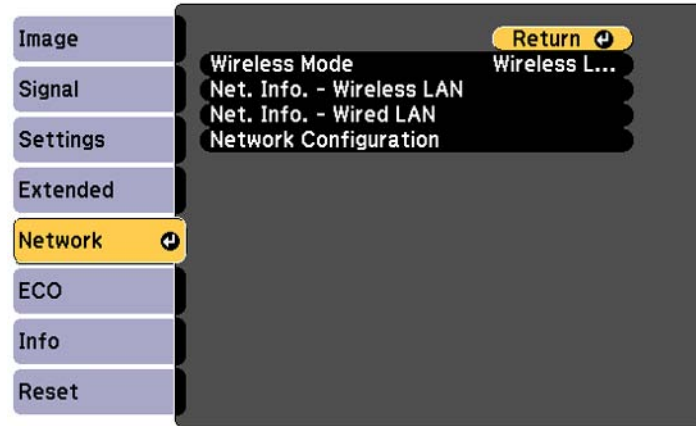 Image
Signal
Settings
Extended
Network
ECO
Info
Reset
Return
Wireless Mode Wireless L...
Net. Info. - Wireless LAN
Net. Info. - Wired LAN
Network Configuration